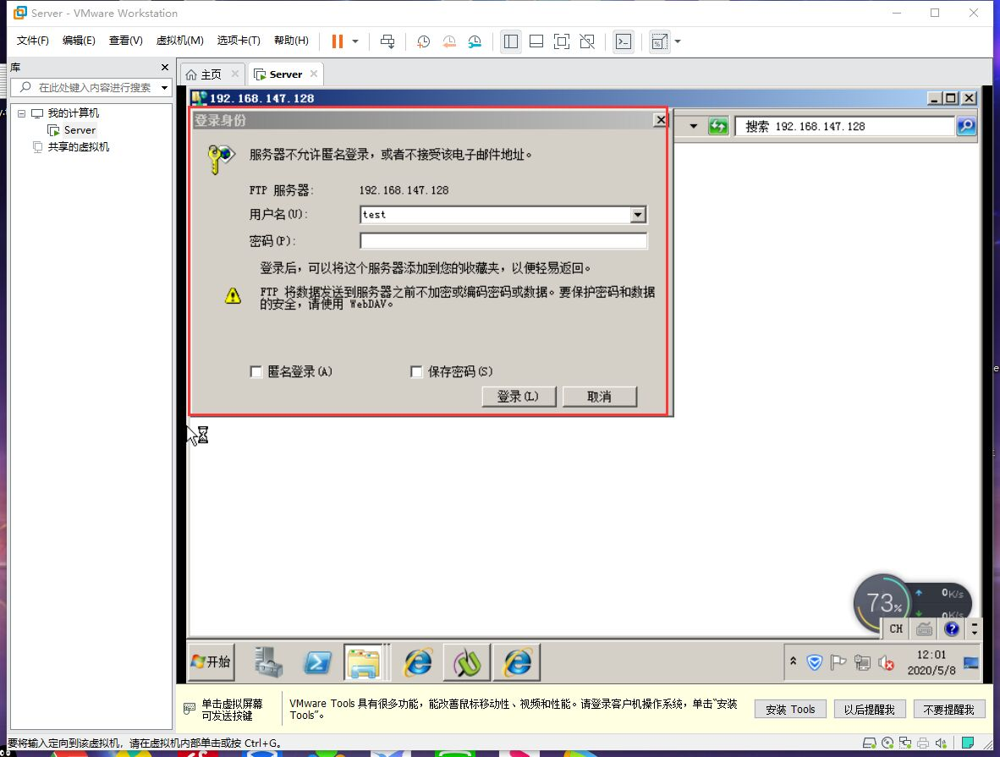 Server - VMware Workstation
文件(F) 编辑(E) 查看(V) 虚拟机(M) 选项卡(T) 帮助(H)
库
在此处键入内容进行搜索
我的计算机
Server
共享的虚拟机
主页
Server
192.168.147.128
登录身份
搜索 192.168.147.128
服务器不允许匿名登录，或者不接受该电子邮件地址。
FTP 服务器: 192.168.147.128
用户名(U): test
密码(P):
登录后，可以将这个服务器添加到您的收藏夹，以便轻易返回。
FTP 将数据发送到服务器之前不加密或编码密码或数据。要保护密码和数据
的安全，请使用 WebDAV。
匿名登录(A) 保存密码(S)
登录(L) 取消
73%
0K/s
0K/s
CH
开始
12:01
2020/5/8
单击虚拟屏幕
可发送按键
VMware Tools 具有很多功能，能改善鼠标移动性、视频和性能。请登录客户机操作系统，单击“安装
Tools”。
安装 Tools 以后提醒我 不要提醒我
要将输入定向到该虚拟机，请在虚拟机内部单击或按 Ctrl+G。